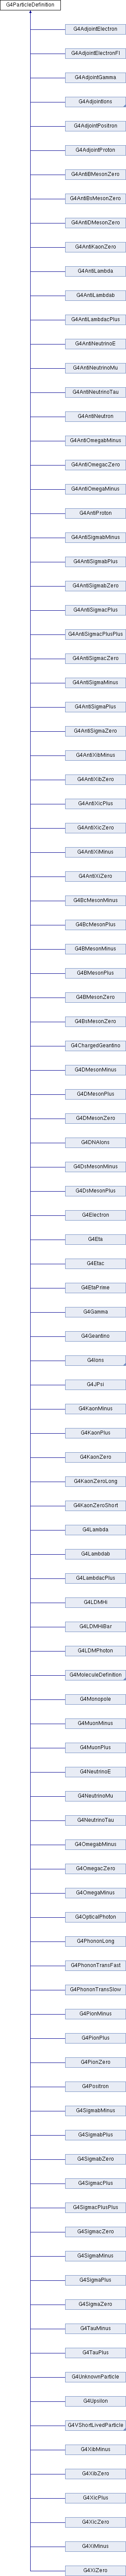 G4ParticleDefinition
G4AdjointElectron
G4AdjointElectronFI
G4AdjointGamma
G4AdjointIons
G4AdjointPositron
G4AdjointProton
G4AntiBMesonZero
G4AntiBsMesonZero
G4AntiDMesonZero
G4AntiKaonZero
G4AntiLambda
G4AntiLambdab
G4AntiLambdacPlus
G4AntiNeutrinoE
G4AntiNeutrinoMu
G4AntiNeutrinoTau
G4AntiNeutron
G4AntiOmegabMinus
G4AntiOmegacZero
G4AntiOmegaMinus
G4AntiProton
G4AntiSigmabMinus
G4AntiSigmabPlus
G4AntiSigmabZero
G4AntiSigmacPlus
G4AntiSigmacPlusPlus
G4AntiSigmacZero
G4AntiSigmaMinus
G4AntiSigmaPlus
G4AntiSigmaZero
G4AntiXibMinus
G4AntiXibZero
G4AntiXicPlus
G4AntiXicZero
G4AntiXiMinus
G4AntiXiZero
G4BcMesonMinus
G4BcMesonPlus
G4BMesonMinus
G4BMesonPlus
G4BMesonZero
G4BsMesonZero
G4ChargedGeantino
G4DMesonMinus
G4DMesonPlus
G4DMesonZero
G4DNAIons
G4DsMesonMinus
G4DsMesonPlus
G4Electron
G4Eta
G4Etac
G4EtaPrime
G4Gamma
G4Geantino
G4Ions
G4JPsi
G4KaonMinus
G4KaonPlus
G4KaonZero
G4KaonZeroLong
G4KaonZeroShort
G4Lambda
G4Lambdab
G4LambdacPlus
G4LDMHi
G4LDMHiBar
G4LDMPhoton
G4MoleculeDefinition
G4Monopole
G4MuonMinus
G4MuonPlus
G4NeutrinoE
G4NeutrinoMu
G4NeutrinoTau
G4OmegabMinus
G4OmegacZero
G4OmegaMinus
G4OpticalPhoton
G4PhononLong
G4PhononTransFast
G4PhononTransSlow
G4PionMinus
G4PionPlus
G4PionZero
G4Positron
G4SigmabMinus
G4SigmabPlus
G4SigmabZero
G4SigmacPlus
G4SigmacPlusPlus
G4SigmacZero
G4SigmaMinus
G4SigmaPlus
G4SigmaZero
G4TauMinus
G4TauPlus
G4UnknownParticle
G4Upsilon
G4VShortLivedParticle
G4XibMinus
G4XibZero
G4XicPlus
G4XicZero
G4XiMinus
G4XiZero